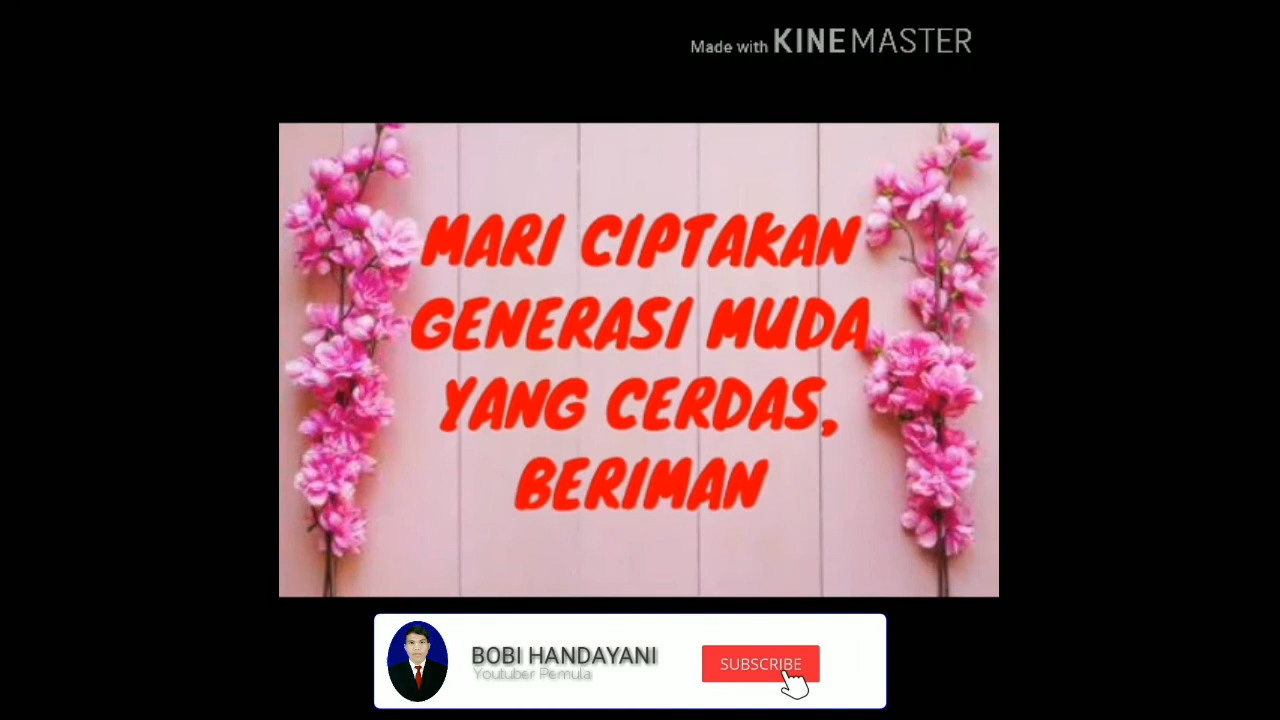 Made with KINEMASTER
MARI CIPTAKAN
GENERASI MUDA
YANG CERDAS,
BERIMAN
BOBI HANDAYANI
Youtuber Pemula
SUBSCRIBE